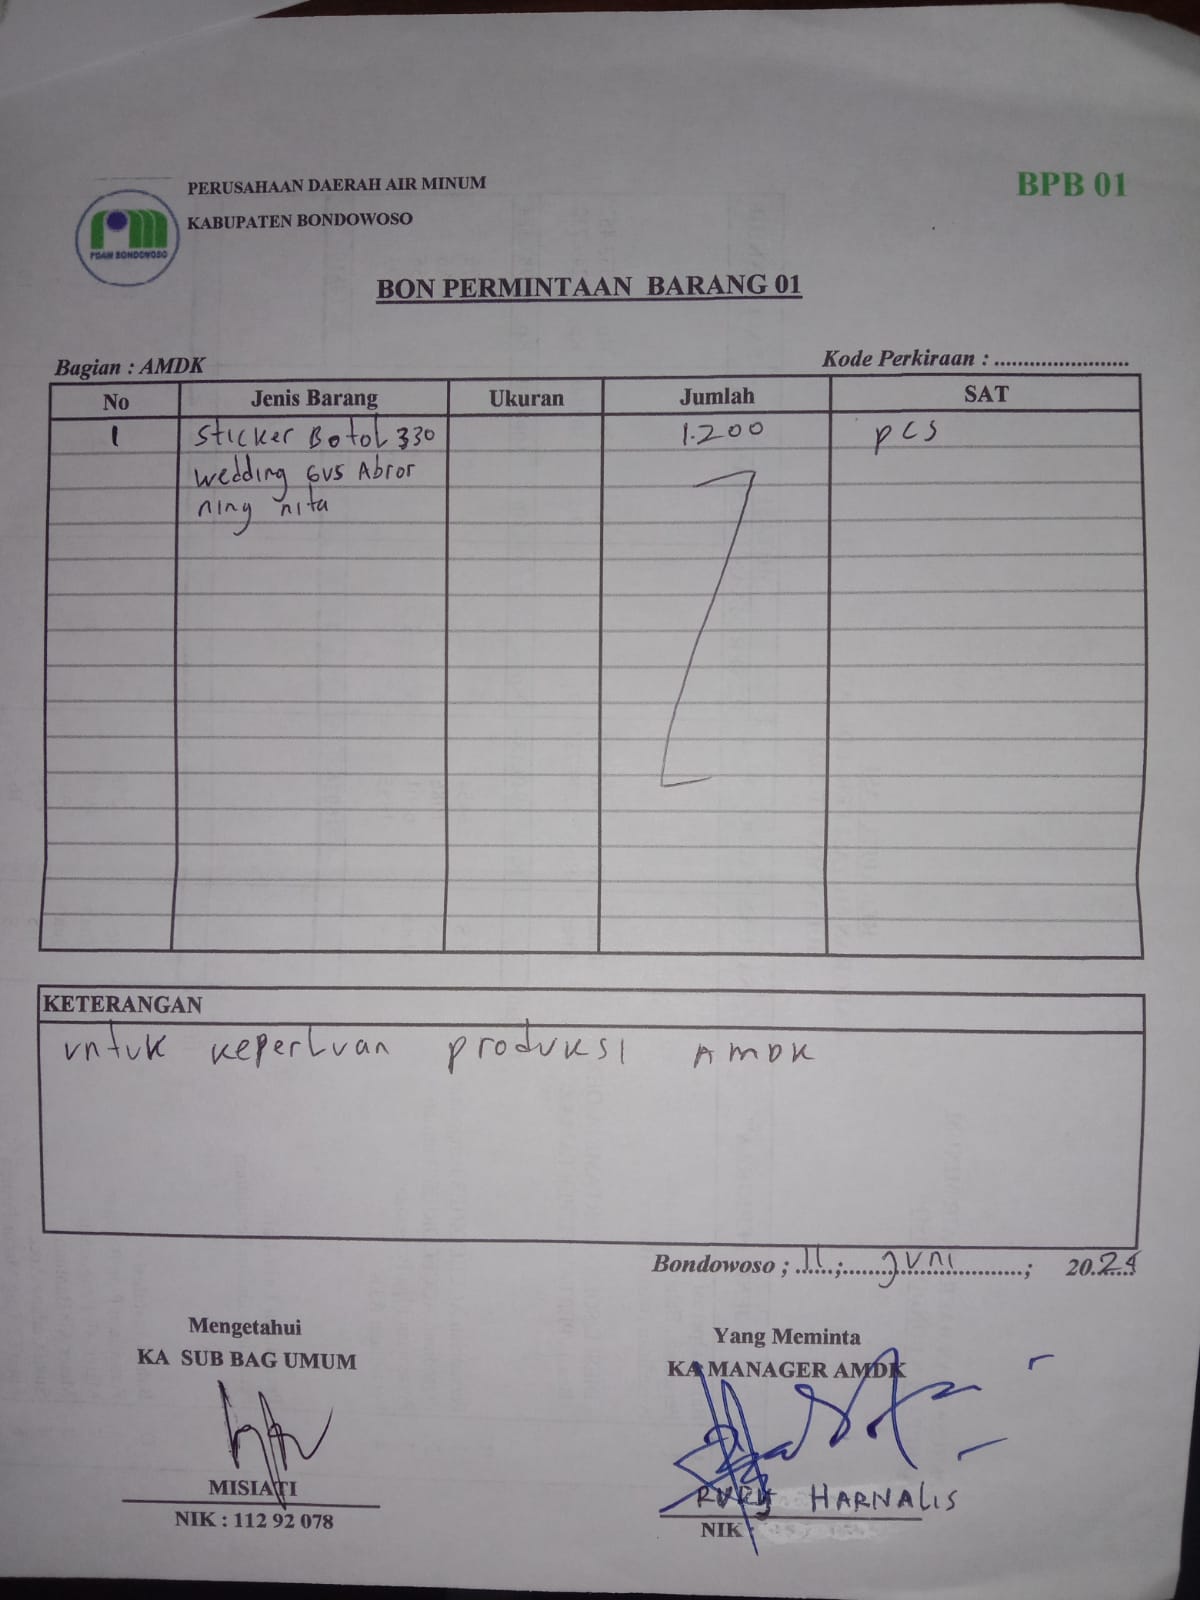 PERUSAHAAN DAERAH AIR MINUM
KABUPATEN BONDOWOSO
PDAM BONDOWOSO
BPB 01
BON PERMINTAAN BARANG 01
Bagian : AMDK
Kode Perkiraan : .......................
No Jenis Barang Ukuran Jumlah SAT
1 Sticker Botol 330 1.200 pcs
wedding Gus Abror
ning nita
KETERANGAN
untuk keperluan produksi AMDK
Bondowoso ; 11 ; Juni ; 2024
Mengetahui
KA SUB BAG UMUM
MISIATI
NIK : 112 92 078
Yang Meminta
KA MANAGER AMDK
RURY HARNALIS
NIK :